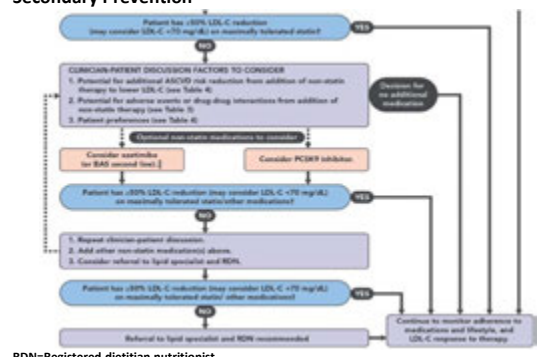 Secondary Prevention
Patient has ≥50% LDL-C reduction
(may consider LDL-C <70 mg/dL) on maximally tolerated statin?
YES
NO
CLINICIAN-PATIENT DISCUSSION FACTORS TO CONSIDER
1. Potential for additional ASCVD risk reduction from addition of non-statin
therapy to lower LDL-C (see Table 4)
2. Potential for adverse events or drug-drug interactions from addition of
non-statin therapy (see Table 3)
3. Patient preferences (see Table 4)
Decision for
no additional
medication
Optional non-statin medications to consider
Consider ezetimibe
(or BAS second line).
Consider PCSK9 inhibitor.
Patient has ≥50% LDL-C reduction (may consider LDL-C <70 mg/dL)
on maximally tolerated statin/other medications?
YES
NO
1. Repeat clinician-patient discussion.
2. Add other non-statin medication(s) above.
3. Consider referral to lipid specialist and RDN.
Patient has ≥50% LDL-C reduction (may consider LDL-C <70 mg/dL)
on maximally tolerated statin/ other medications?
YES
NO
Referral to lipid specialist and RDN recommended
Continue to monitor adherence to
medications and lifestyle, and
LDL-C response to therapy.
RDN=Registered dietitian nutritionist